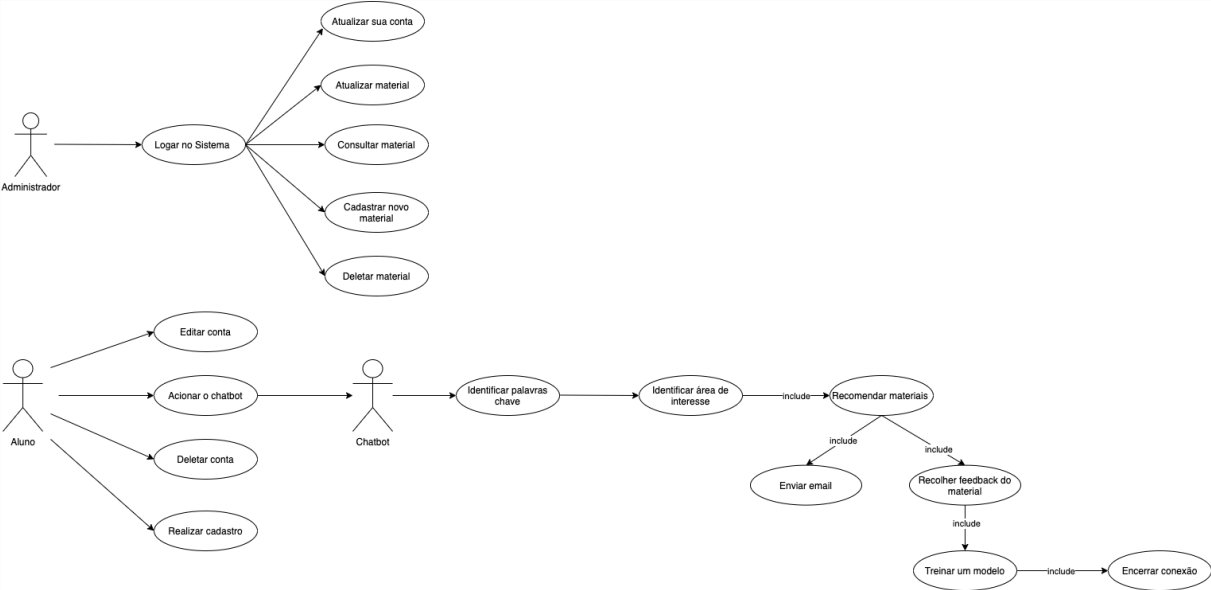 Atualizar sua conta
Atualizar material
Logar no Sistema
Consultar material
Administrador
Cadastrar novo
material
Deletar material
Editar conta
Acionar o chatbot
Identificar palavras
chave
Identificar área de
interesse
include
Recomendar materiais
Aluno
Chatbot
include
include
Deletar conta
Enviar email
Recolher feedback do
material
include
Realizar cadastro
Treinar um modelo
include
Encerrar conexão